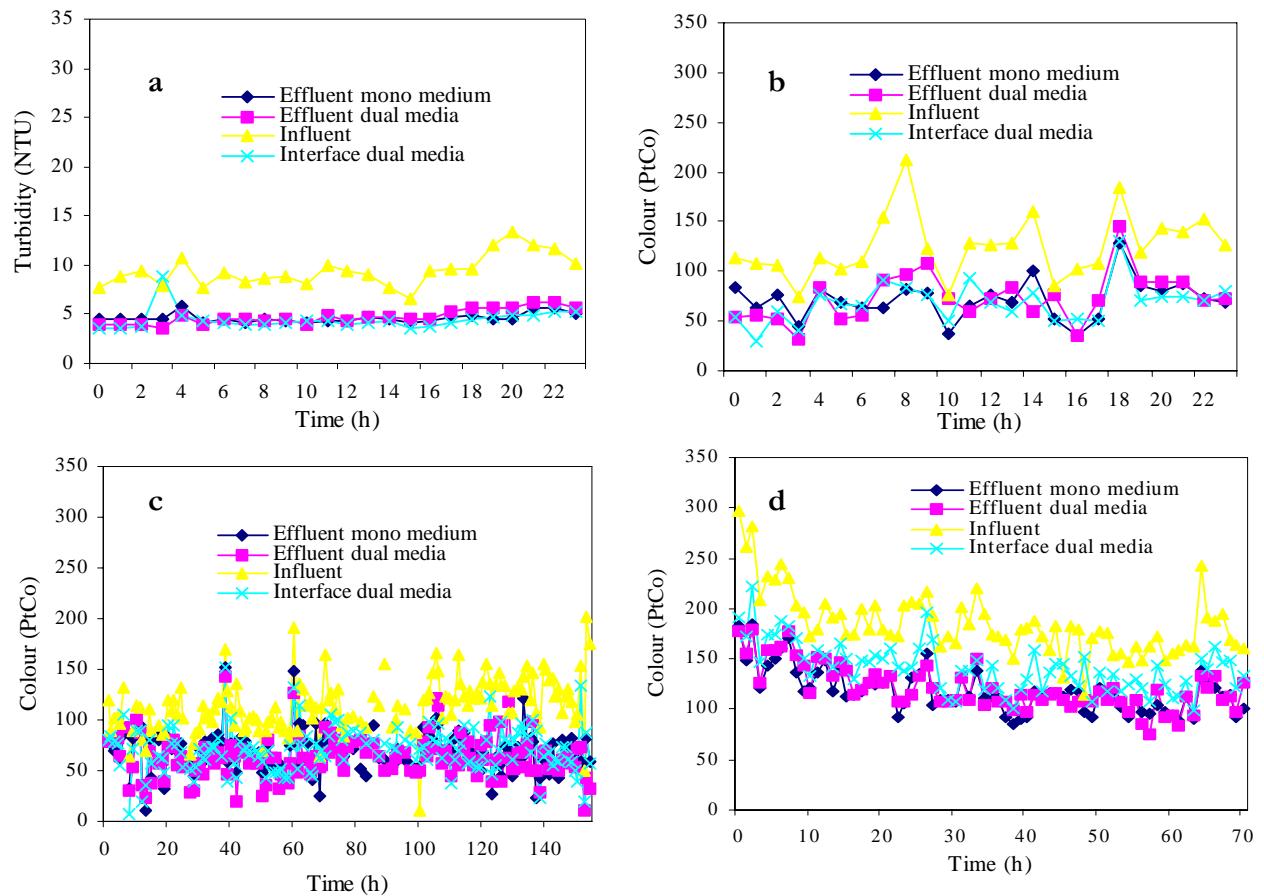 a
Turbidity (NTU)
35
30
25
20
15
10
5
0
Effluent mono medium
Effluent dual media
Influent
Interface dual media
0 2 4 6 8 10 12 14 16 18 20 22
Time (h)
b
Colour (PtCo)
350
300
250
200
150
100
50
0
Effluent mono medium
Effluent dual media
Influent
Interface dual media
0 2 4 6 8 10 12 14 16 18 20 22
Time (h)
c
Colour (PtCo)
350
300
250
200
150
100
50
0
Effluent mono medium
Effluent dual media
Influent
Interface dual media
0 20 40 60 80 100 120 140
Time (h)
d
Colour (PtCo)
350
300
250
200
150
100
50
0
Effluent mono medium
Effluent dual media
Influent
Interface dual media
0 10 20 30 40 50 60 70
Time (h)